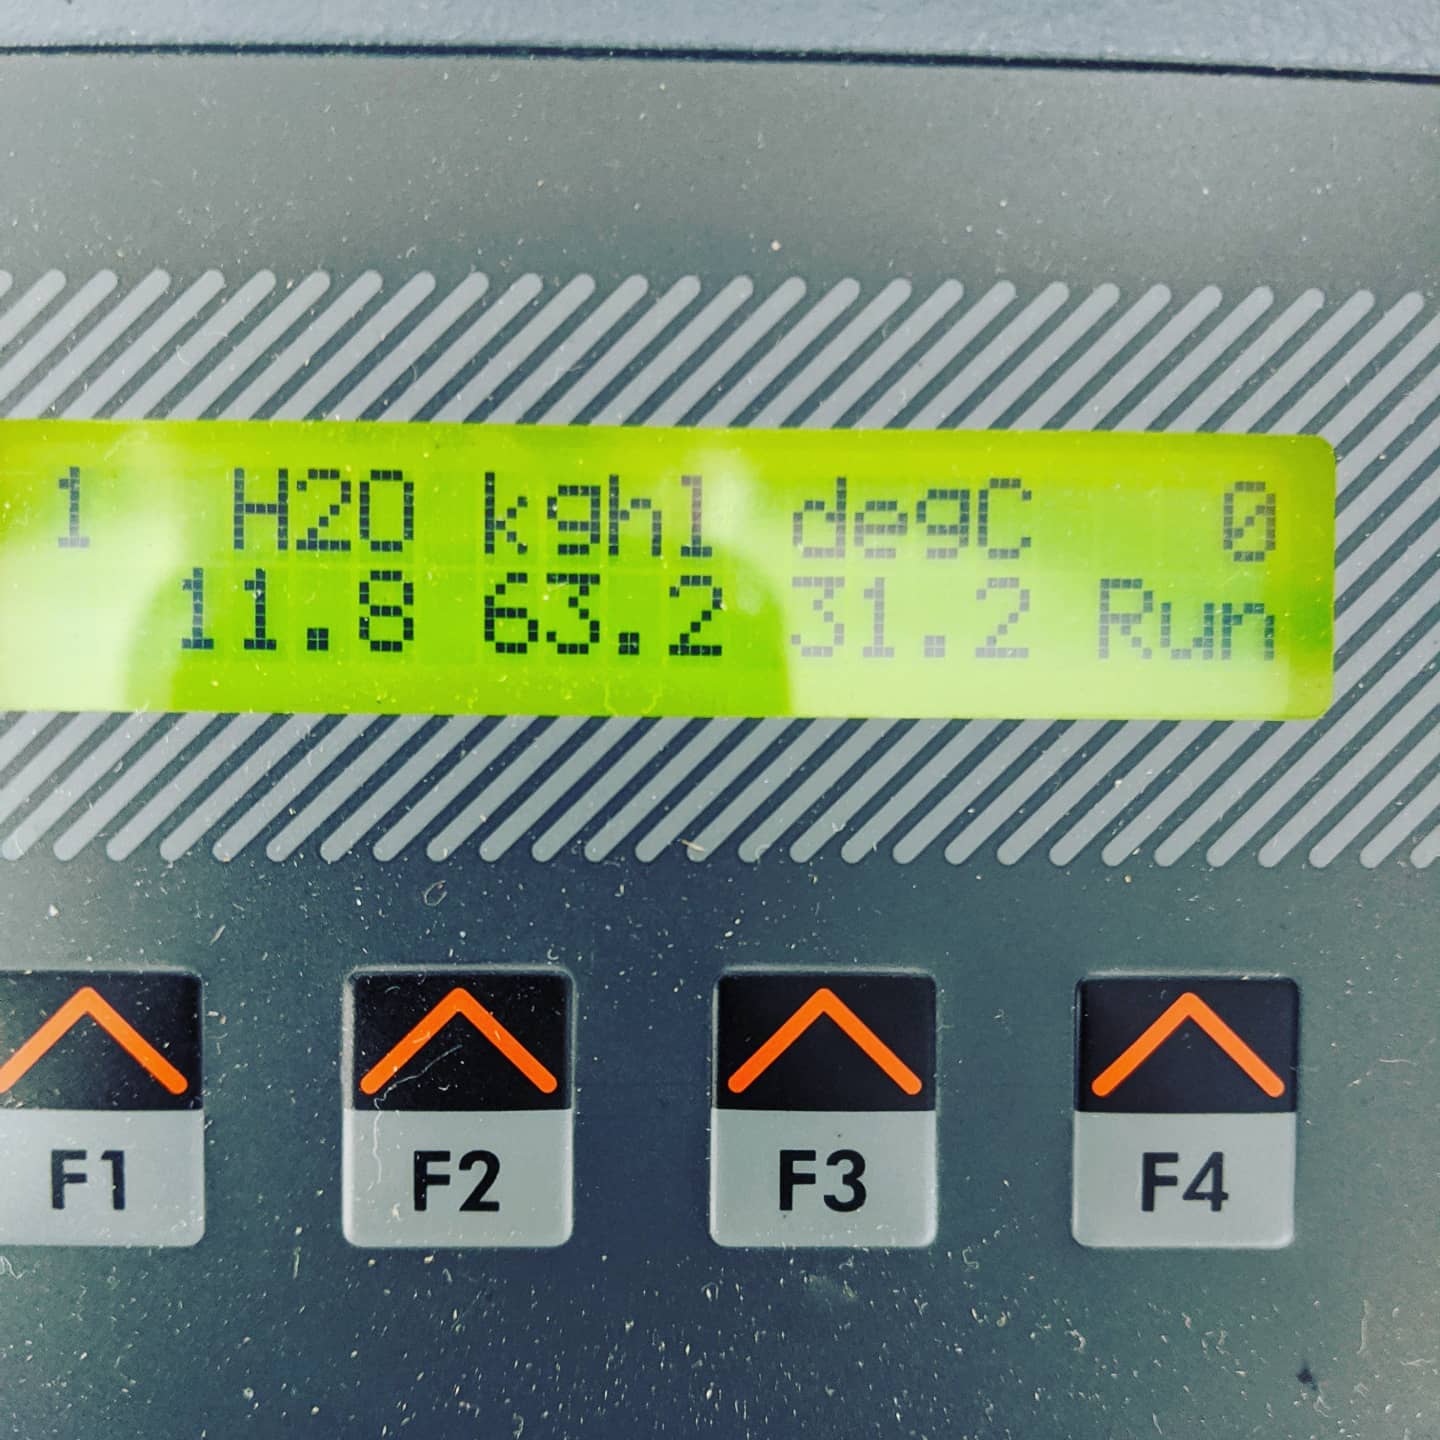 1 H2O kghl degC 0
11.8 63.2 31.2 Run
F1 F2 F3 F4